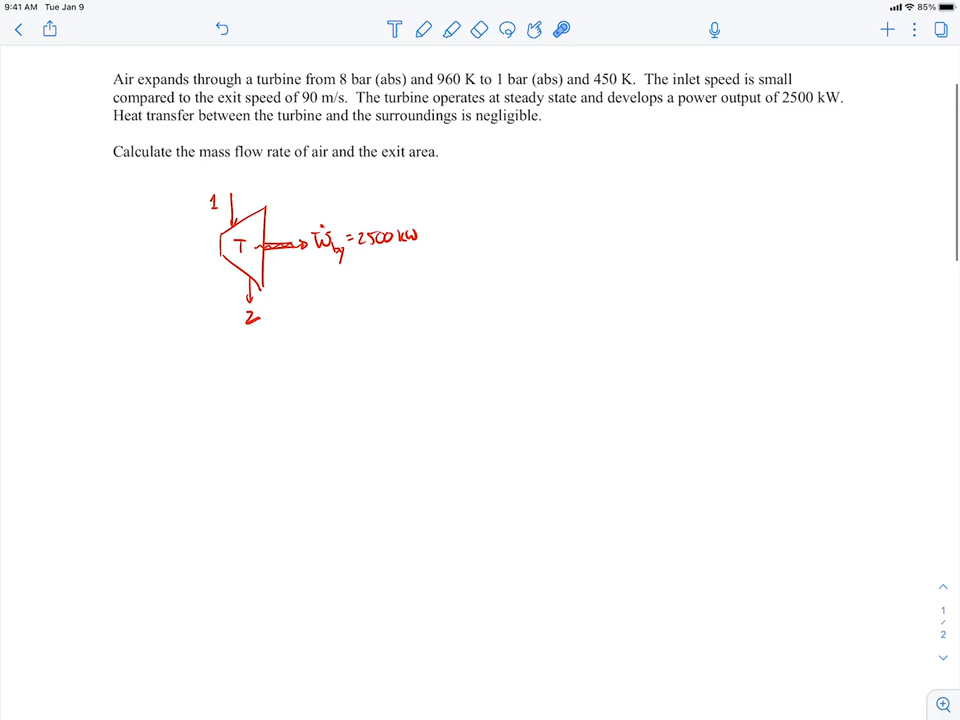 9:41 AM Tue Jan 9
85%
Air expands through a turbine from 8 bar (abs) and 960 K to 1 bar (abs) and 450 K. The inlet speed is small
compared to the exit speed of 90 m/s. The turbine operates at steady state and develops a power output of 2500 kW.
Heat transfer between the turbine and the surroundings is negligible.
Calculate the mass flow rate of air and the exit area.
1
T
Ẇby = 2500 kW
2
1
/
2